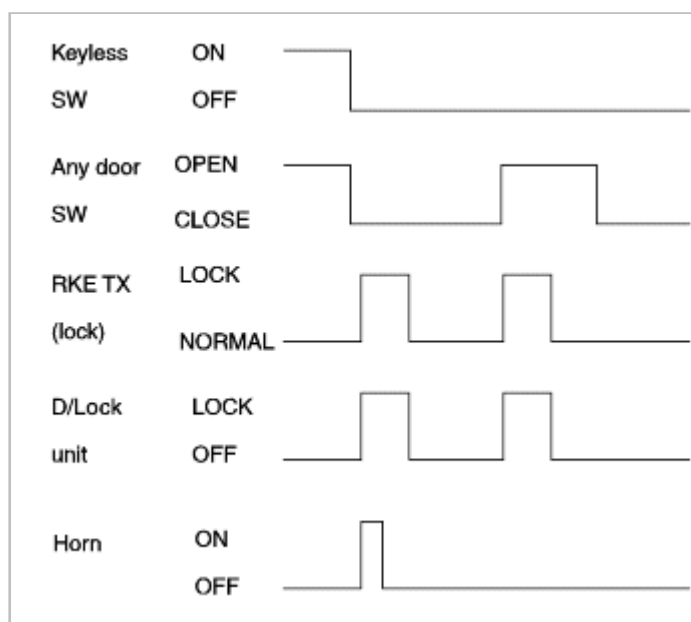 Keyless ON
SW OFF
Any door OPEN
SW CLOSE
RKE TX LOCK
(lock) NORMAL
D/Lock LOCK
unit OFF
Horn ON
OFF